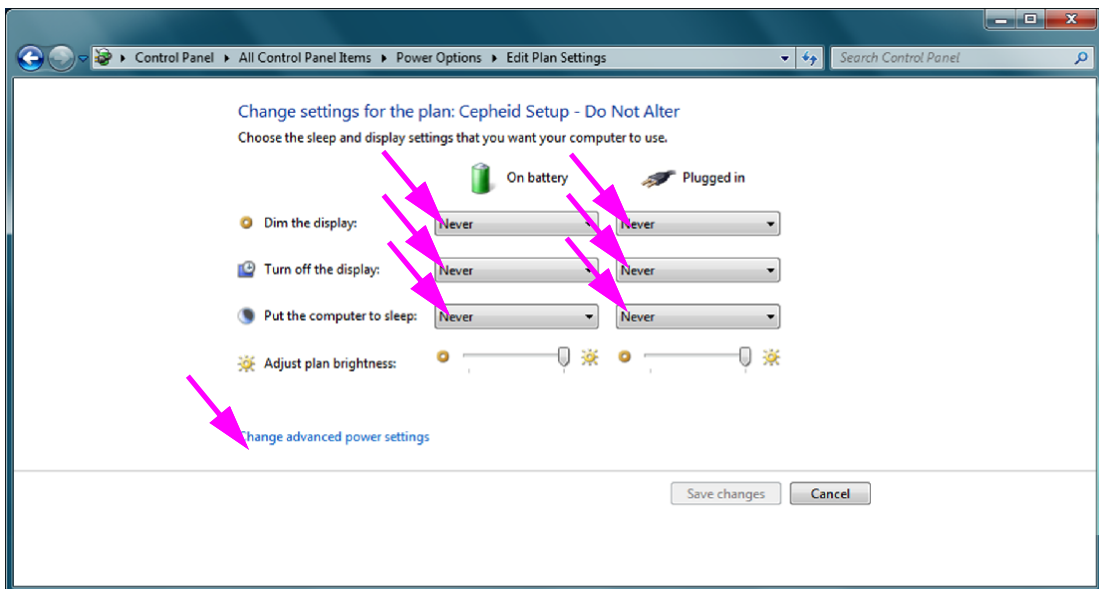 Control Panel ▸ All Control Panel Items ▸ Power Options ▸ Edit Plan Settings
Search Control Panel
Change settings for the plan: Cepheid Setup - Do Not Alter
Choose the sleep and display settings that you want your computer to use.
On battery Plugged in
Dim the display: Never Never
Turn off the display: Never Never
Put the computer to sleep: Never Never
Adjust plan brightness:
Change advanced power settings
Save changes Cancel